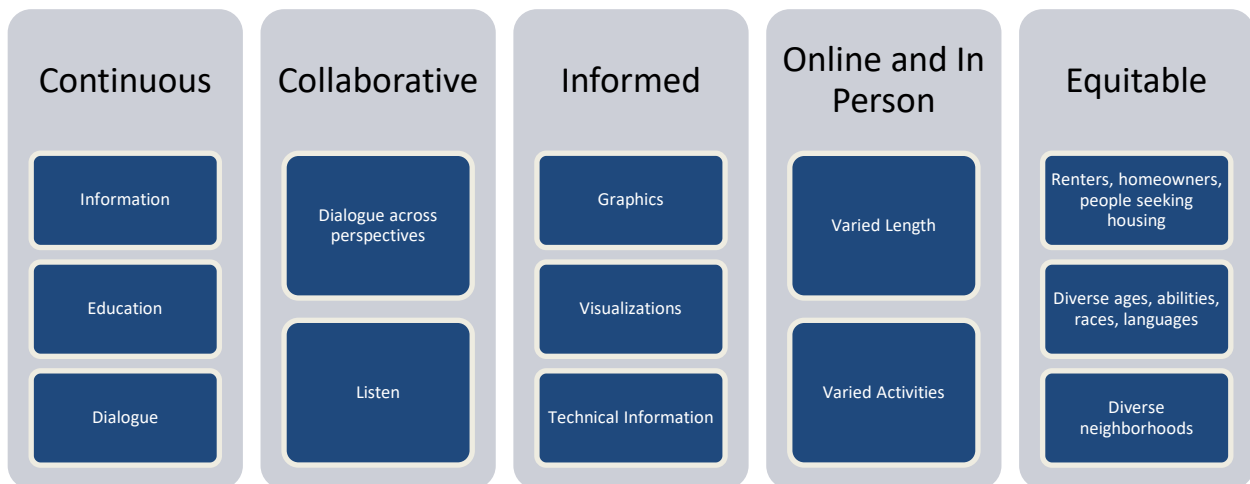 Continuous
Information
Education
Dialogue
Collaborative
Dialogue across
perspectives
Listen
Informed
Graphics
Visualizations
Technical Information
Online and In
Person
Varied Length
Varied Activities
Equitable
Renters, homeowners,
people seeking
housing
Diverse ages, abilities,
races, languages
Diverse
neighborhoods